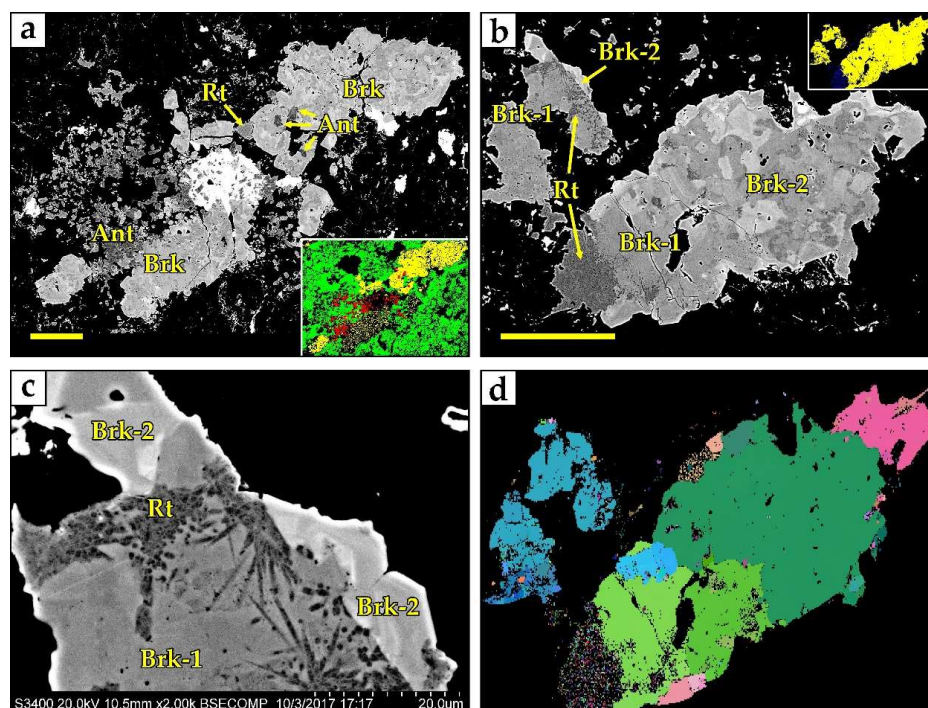 a
Rt
Brk
Ant
Ant
Brk
b
Brk-2
Brk-1
Rt
Brk-2
Brk-1
c
Brk-2
Rt
Brk-2
Brk-1
S3400 20.0kV 10.5mm x2.00k BSECOMP 10/3/2017 17:17 20.0um
d